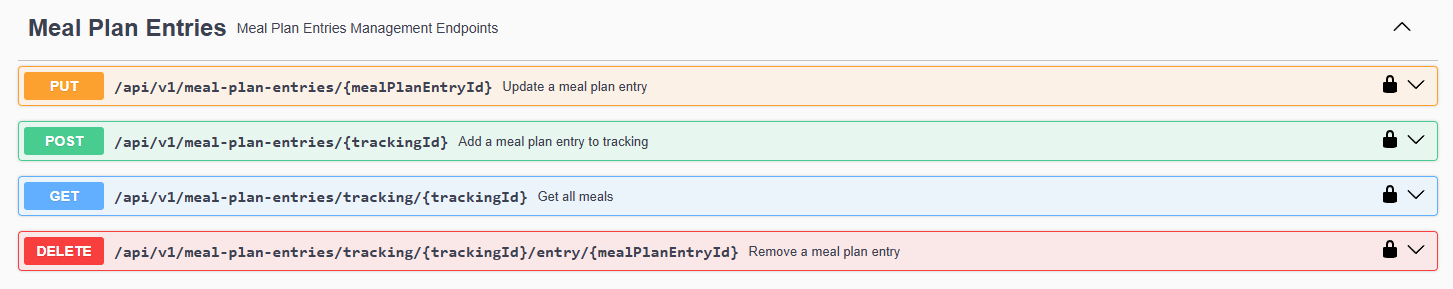 Meal Plan Entries Meal Plan Entries Management Endpoints
PUT /api/v1/meal-plan-entries/{mealPlanEntryId} Update a meal plan entry
POST /api/v1/meal-plan-entries/{trackingId} Add a meal plan entry to tracking
GET /api/v1/meal-plan-entries/tracking/{trackingId} Get all meals
DELETE /api/v1/meal-plan-entries/tracking/{trackingId}/entry/{mealPlanEntryId} Remove a meal plan entry